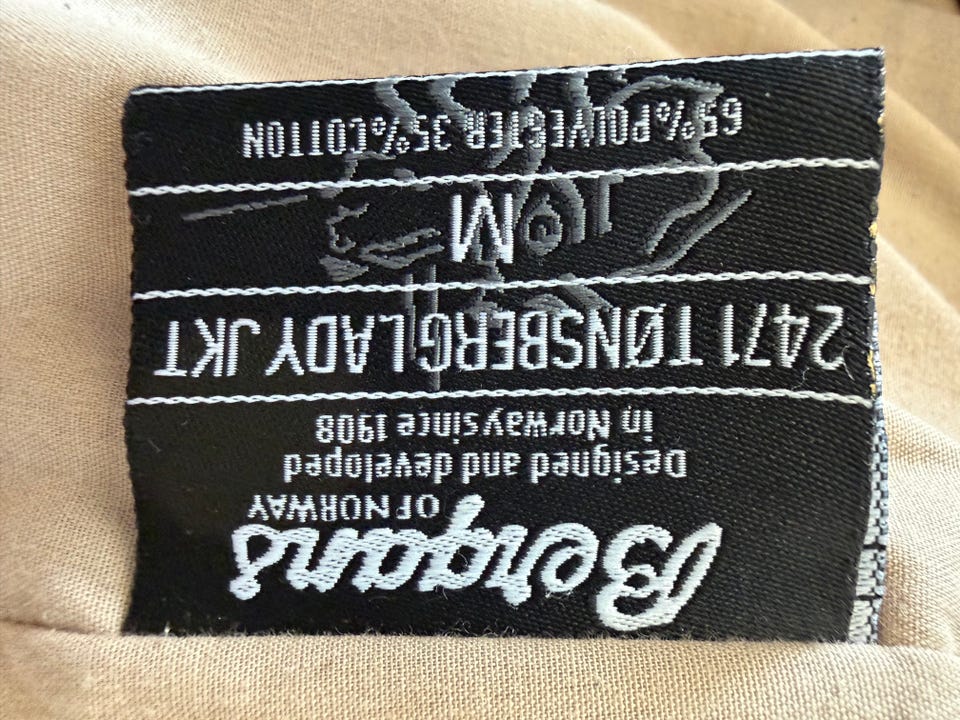 Bergans
OF NORWAY
Designed and developed
in Norway since 1908
2471 TØNSBERG LADY JKT
M
65% POLYESTER 35% COTTON